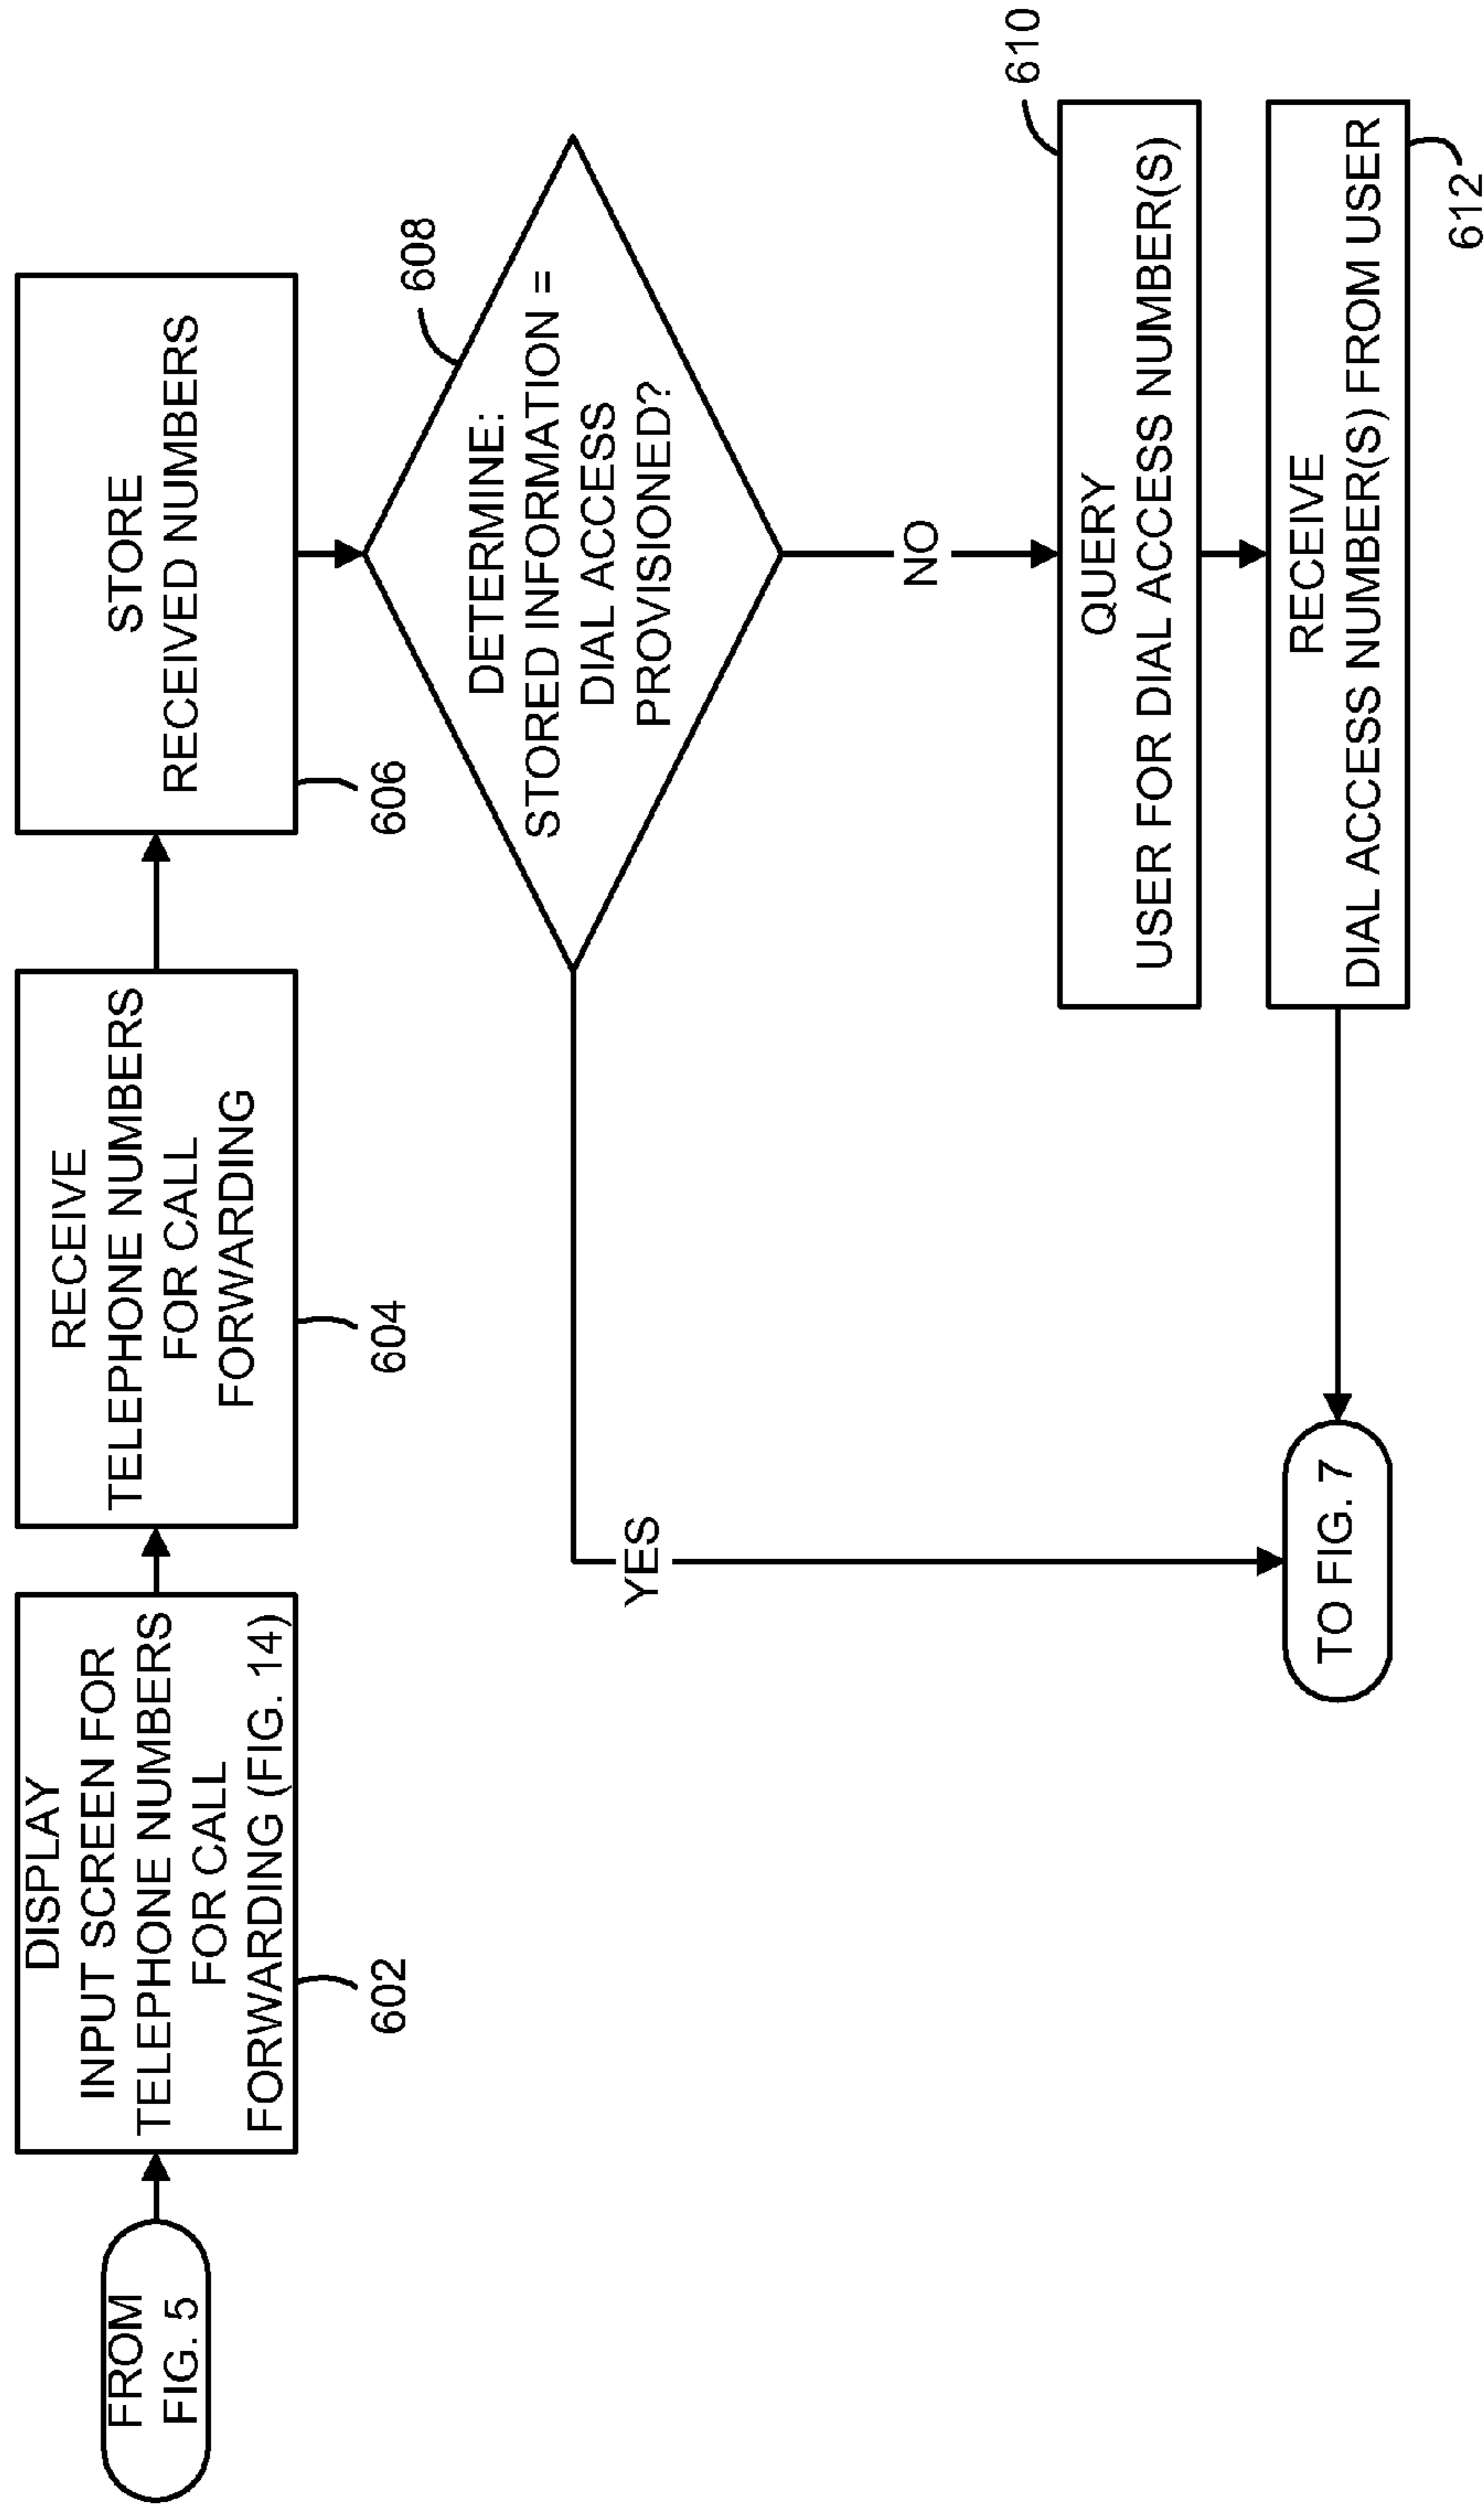 FROM
FIG. 5
DISPLAY
INPUT SCREEN FOR
TELEPHONE NUMBERS
FOR CALL
FORWARDING (FIG. 14)
602
RECEIVE
TELEPHONE NUMBERS
FOR CALL
FORWARDING
604
STORE
RECEIVED NUMBERS
606
DETERMINE:
STORED INFORMATION =
DIAL ACCESS
PROVISIONED?
608
YES
NO
QUERY
USER FOR DIAL ACCESS NUMBER(S)
610
RECEIVE
DIAL ACCESS NUMBER(S) FROM USER
612
TO FIG. 7